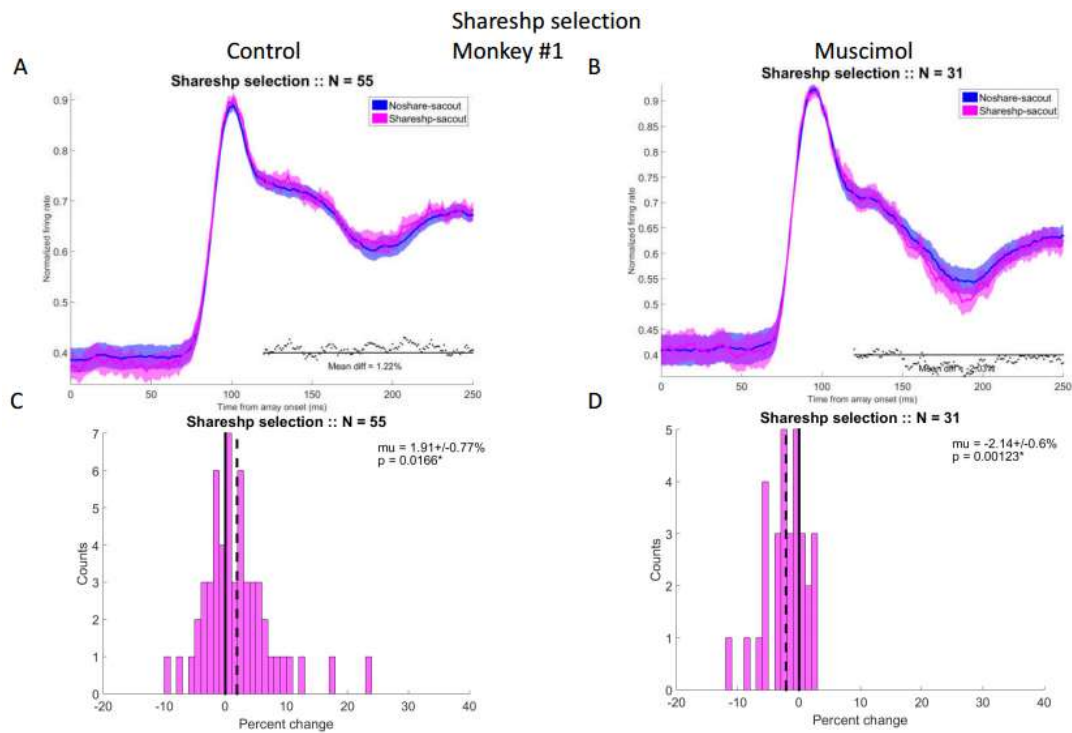 Shareshp selection
Control
Monkey #1
Muscimol
A
Shareshp selection :: N = 55
Noshare-sacout
Shareshp-sacout
Normalized firing rate
0.9
0.8
0.7
0.6
0.5
0.4
Mean diff = 1.22%
0
50
100
150
200
250
Time from array onset (ms)
B
Shareshp selection :: N = 31
Noshare-sacout
Shareshp-sacout
Normalized firing rate
0.9
0.85
0.8
0.75
0.7
0.65
0.6
0.55
0.5
0.45
0.4
0
50
100
150
200
250
Time from array onset (ms)
C
Shareshp selection :: N = 55
mu = 1.91+/-0.77%
p = 0.0166*
Counts
7
6
5
4
3
2
1
0
-20
-10
0
10
20
30
40
Percent change
D
Shareshp selection :: N = 31
mu = -2.14+/-0.6%
p = 0.00123*
Counts
5
4
3
2
1
0
-20
-10
0
10
20
30
40
Percent change